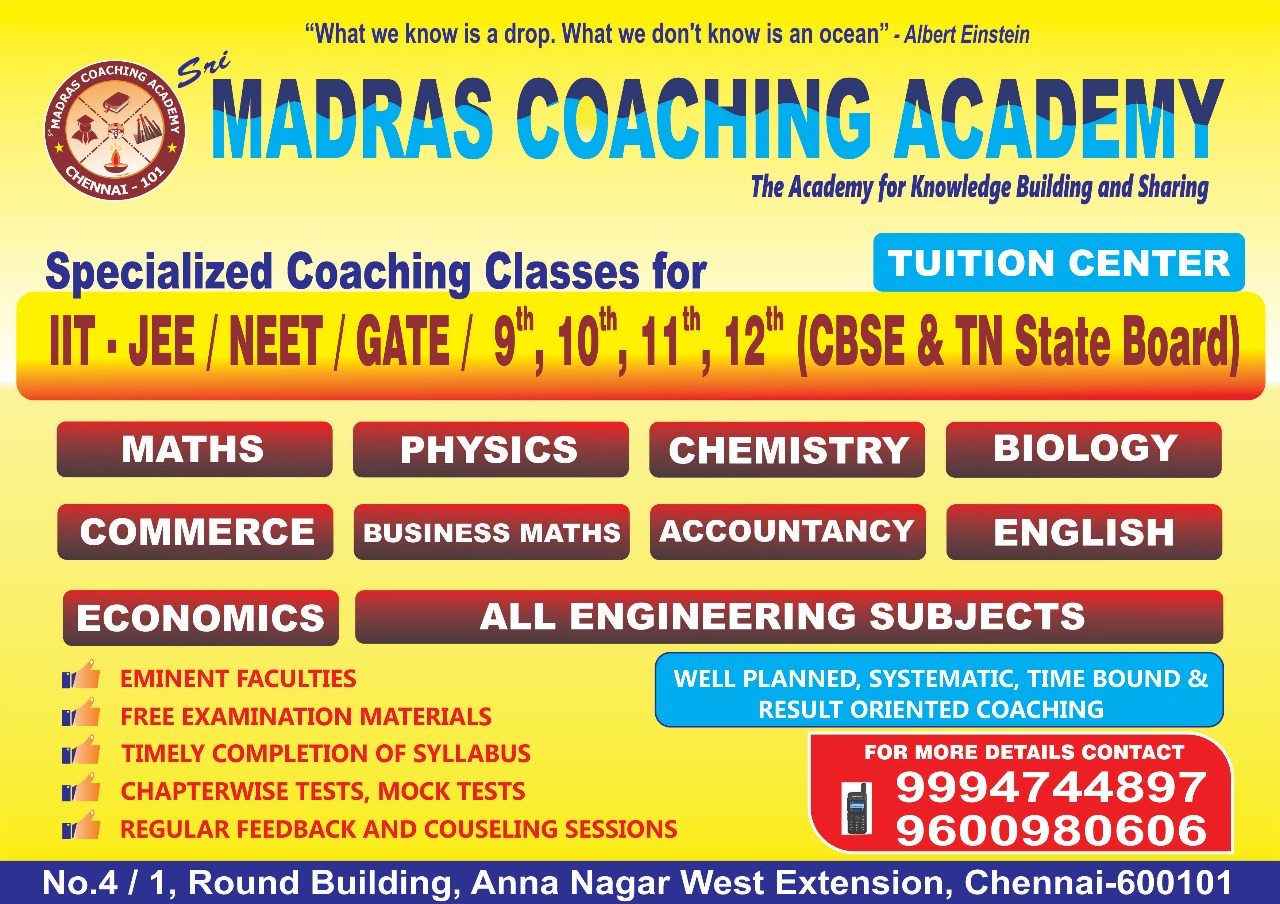 “What we know is a drop. What we don't know is an ocean” - Albert Einstein
Sri
MADRAS COACHING ACADEMY
Sri MADRAS COACHING ACADEMY
CHENNAI - 101
The Academy for Knowledge Building and Sharing
Specialized Coaching Classes for
TUITION CENTER
IIT - JEE / NEET / GATE / 9th, 10th, 11th, 12th (CBSE & TN State Board)
MATHS
PHYSICS
CHEMISTRY
BIOLOGY
COMMERCE
BUSINESS MATHS
ACCOUNTANCY
ENGLISH
ECONOMICS
ALL ENGINEERING SUBJECTS
EMINENT FACULTIES
FREE EXAMINATION MATERIALS
TIMELY COMPLETION OF SYLLABUS
CHAPTERWISE TESTS, MOCK TESTS
REGULAR FEEDBACK AND COUSELING SESSIONS
WELL PLANNED, SYSTEMATIC, TIME BOUND &
RESULT ORIENTED COACHING
FOR MORE DETAILS CONTACT
9994744897
9600980606
No.4 / 1, Round Building, Anna Nagar West Extension, Chennai-600101